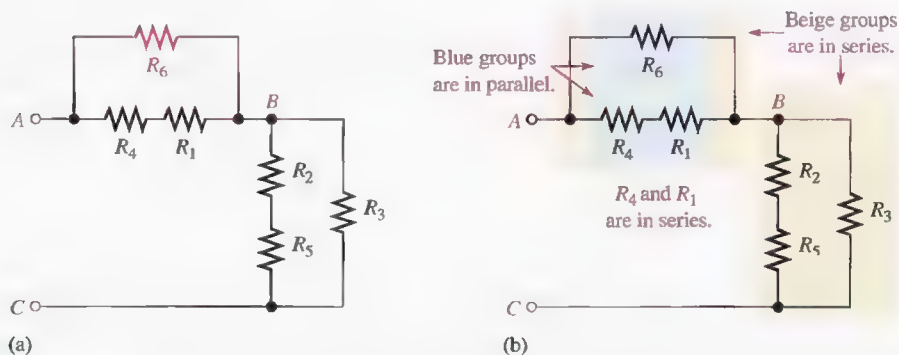 R6
A
B
R4
R1
R2
R3
R5
C
(a)
Blue groups
are in parallel.
Beige groups
are in series.
R6
A
B
R4
R1
R2
R4 and R1
are in series.
R3
R5
C
(b)